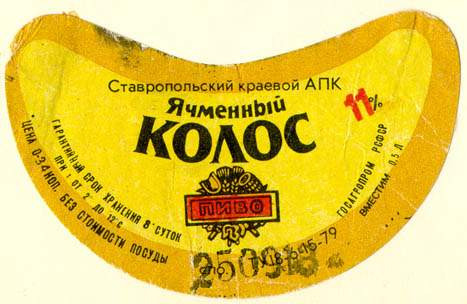 Ставропольский краевой АПК
Ячменный
КОЛОС
11%
ГАРАНТИЙНЫЙ СРОК ХРАНЕНИЯ 8 СУТОК
ПРИ t ОТ 2° ДО 12°С
ЦЕНА 0-34 КОП. БЕЗ СТОИМОСТИ ПОСУДЫ
ПИВО
ГОСАГРОПРОМ РСФСР
ВМЕСТИМ. 0,5 Л